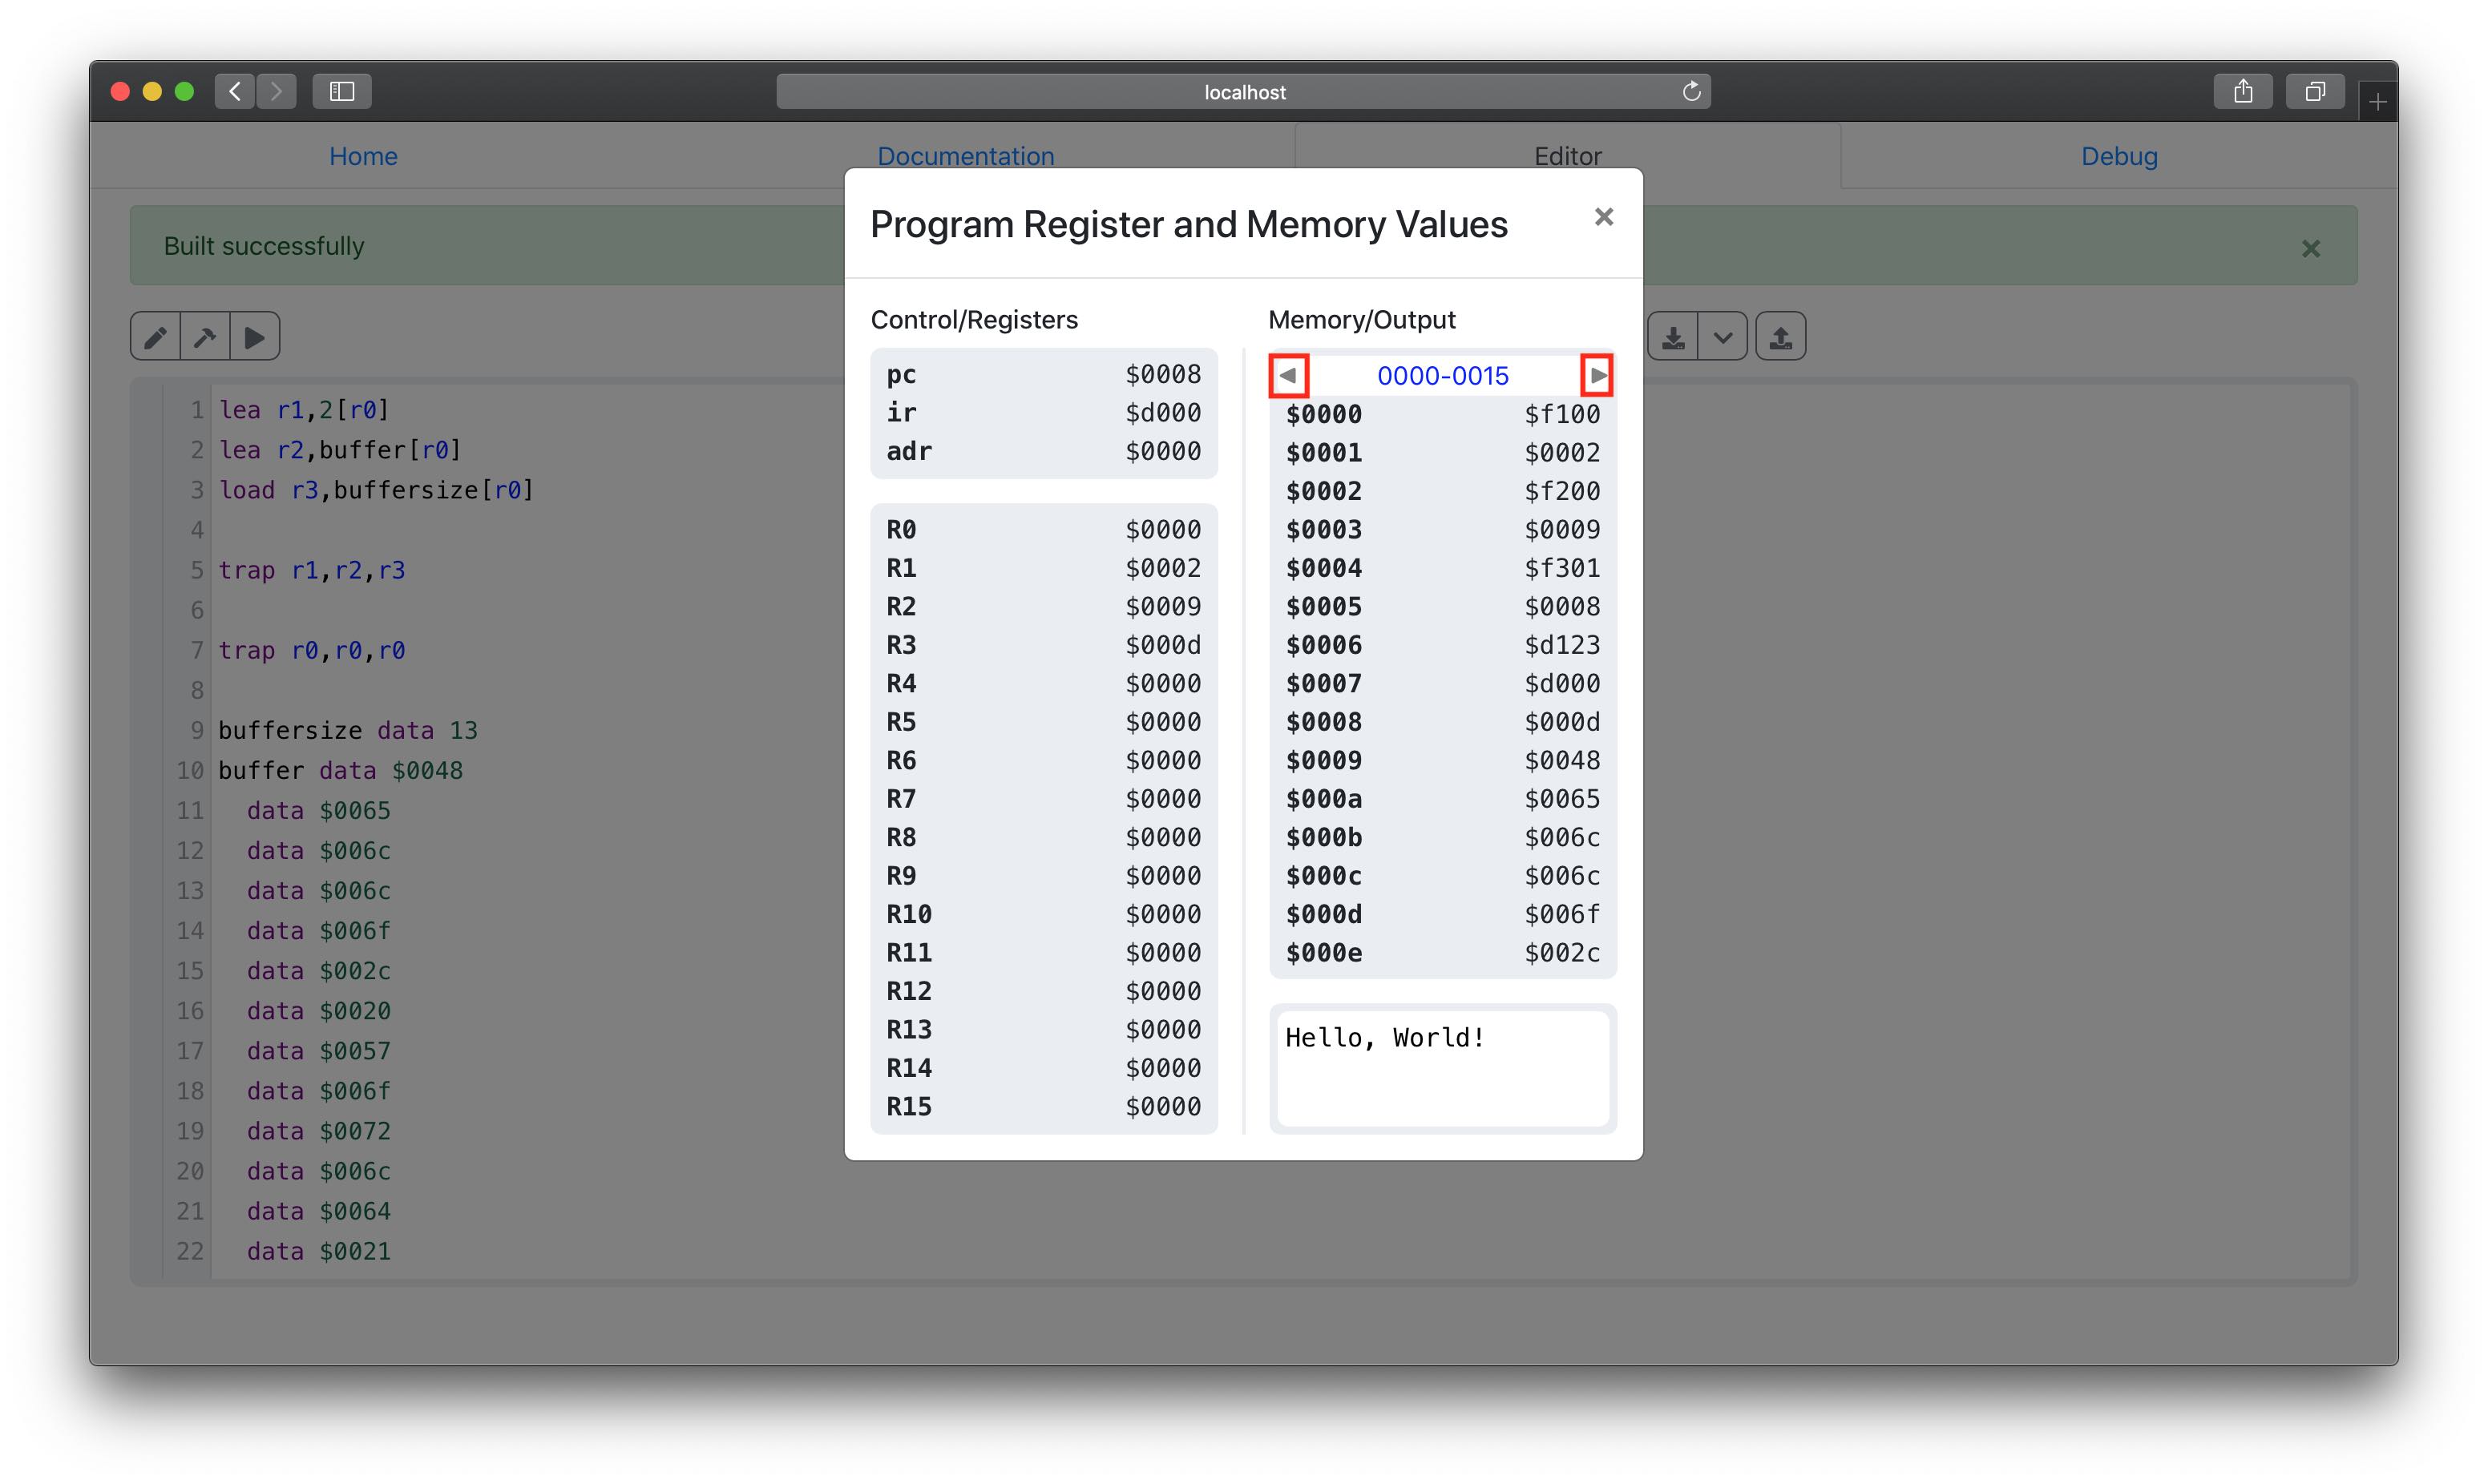 localhost
Home
Documentation
Editor
Debug
Built successfully
1 lea r1,2[r0]
2 lea r2,buffer[r0]
3 load r3,buffersize[r0]
4
5 trap r1,r2,r3
6
7 trap r0,r0,r0
8
9 buffersize data 13
10 buffer data $0048
11 data $0065
12 data $006c
13 data $006c
14 data $006f
15 data $002c
16 data $0020
17 data $0057
18 data $006f
19 data $0072
20 data $006c
21 data $0064
22 data $0021
Program Register and Memory Values
Control/Registers
pc $0008
ir $d000
adr $0000
R0 $0000
R1 $0002
R2 $0009
R3 $000d
R4 $0000
R5 $0000
R6 $0000
R7 $0000
R8 $0000
R9 $0000
R10 $0000
R11 $0000
R12 $0000
R13 $0000
R14 $0000
R15 $0000
Memory/Output
0000-0015
$0000 $f100
$0001 $0002
$0002 $f200
$0003 $0009
$0004 $f301
$0005 $0008
$0006 $d123
$0007 $d000
$0008 $000d
$0009 $0048
$000a $0065
$000b $006c
$000c $006c
$000d $006f
$000e $002c
Hello, World!